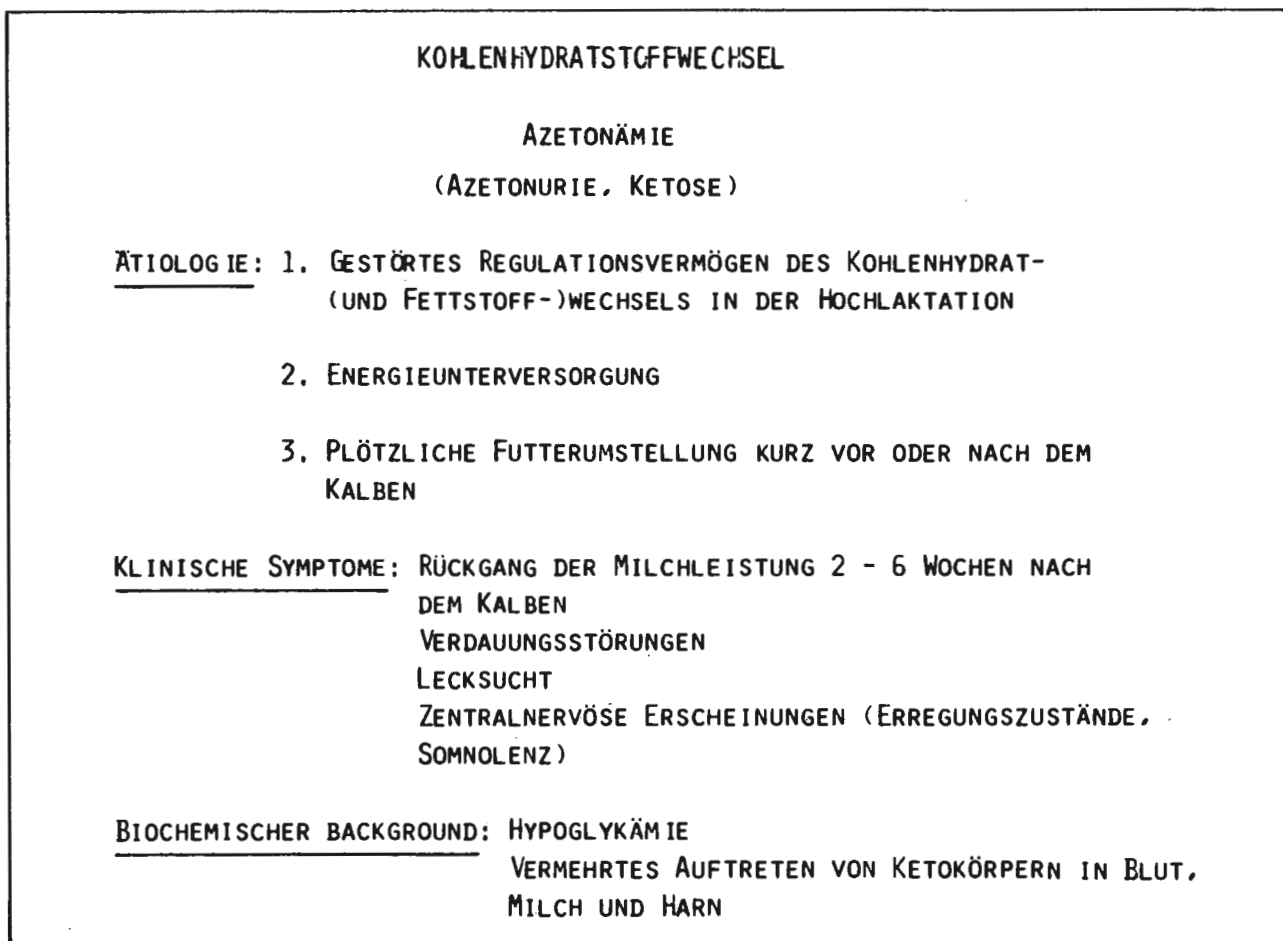 KOHLENHYDRATSTOFFWECHSEL
AZETONÄMIE
(AZETONURIE, KETOSE)
ÄTIOLOGIE: 1. GESTÖRTES REGULATIONSVERMÖGEN DES KOHLENHYDRAT-
(UND FETTSTOFF-)WECHSELS IN DER HOCHLAKTATION
2. ENERGIEUNTERVERSORGUNG
3. PLÖTZLICHE FUTTERUMSTELLUNG KURZ VOR ODER NACH DEM
KALBEN
KLINISCHE SYMPTOME: RÜCKGANG DER MILCHLEISTUNG 2 - 6 WOCHEN NACH
DEM KALBEN
VERDAUUNGSSTÖRUNGEN
LECKSUCHT
ZENTRALNERVÖSE ERSCHEINUNGEN (ERREGUNGSZUSTÄNDE,
SOMNOLENZ)
BIOCHEMISCHER BACKGROUND: HYPOGLYKÄMIE
VERMEHRTES AUFTRETEN VON KETOKÖRPERN IN BLUT,
MILCH UND HARN